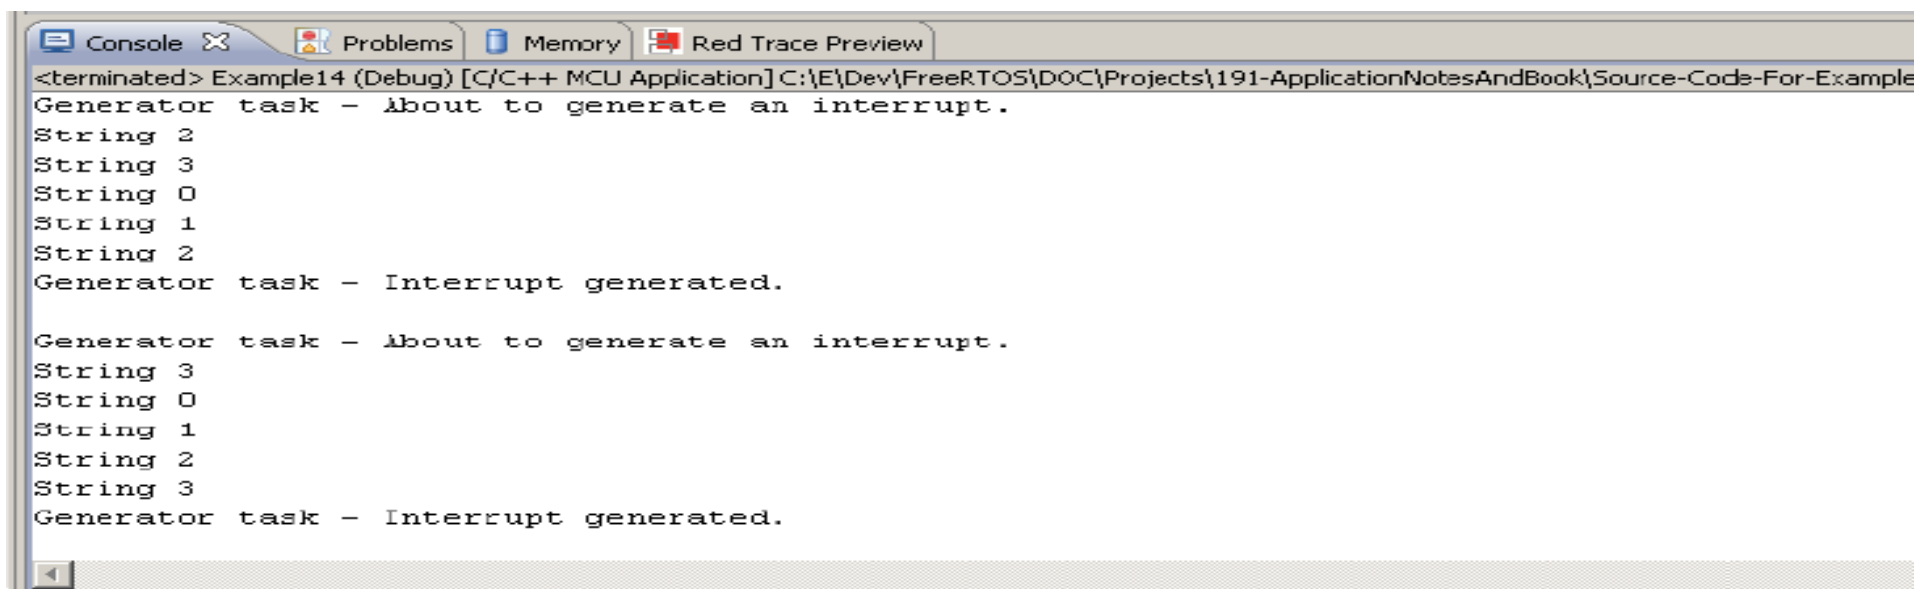 Console Problems Memory Red Trace Preview
<terminated> Example14 (Debug) [C/C++ MCU Application] C:\E\Dev\FreeRTOS\DOC\Projects\191-ApplicationNotesAndBook\Source-Code-For-Example
Generator task - About to generate an interrupt.
String 2
String 3
String 0
String 1
String 2
Generator task - Interrupt generated.
Generator task - About to generate an interrupt.
String 3
String 0
String 1
String 2
String 3
Generator task - Interrupt generated.